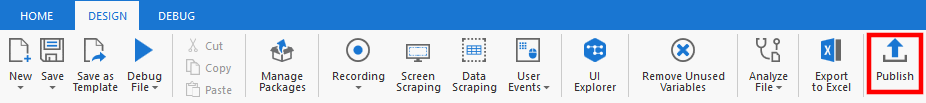 HOME DESIGN DEBUG
New Save Save as Template Debug File Cut Copy Paste Manage Packages Recording Screen Scraping Data Scraping User Events UI Explorer Remove Unused Variables Analyze File Export to Excel Publish